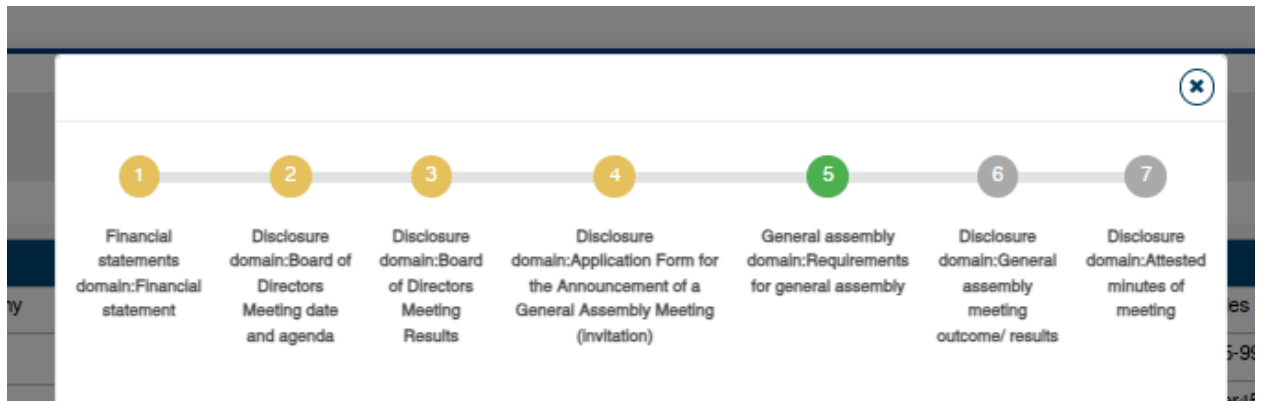 1
2
3
4
5
6
7
Financial
statements
domain:Financial
statement
Disclosure
domain:Board of
Directors
Meeting date
and agenda
Disclosure
domain:Board
of Directors
Meeting
Results
Disclosure
domain:Application Form for
the Announcement of a
General Assembly Meeting
(invitation)
General assembly
domain:Requirements
for general assembly
Disclosure
domain:General
assembly
meeting
outcome/ results
Disclosure
domain:Attested
minutes of
meeting